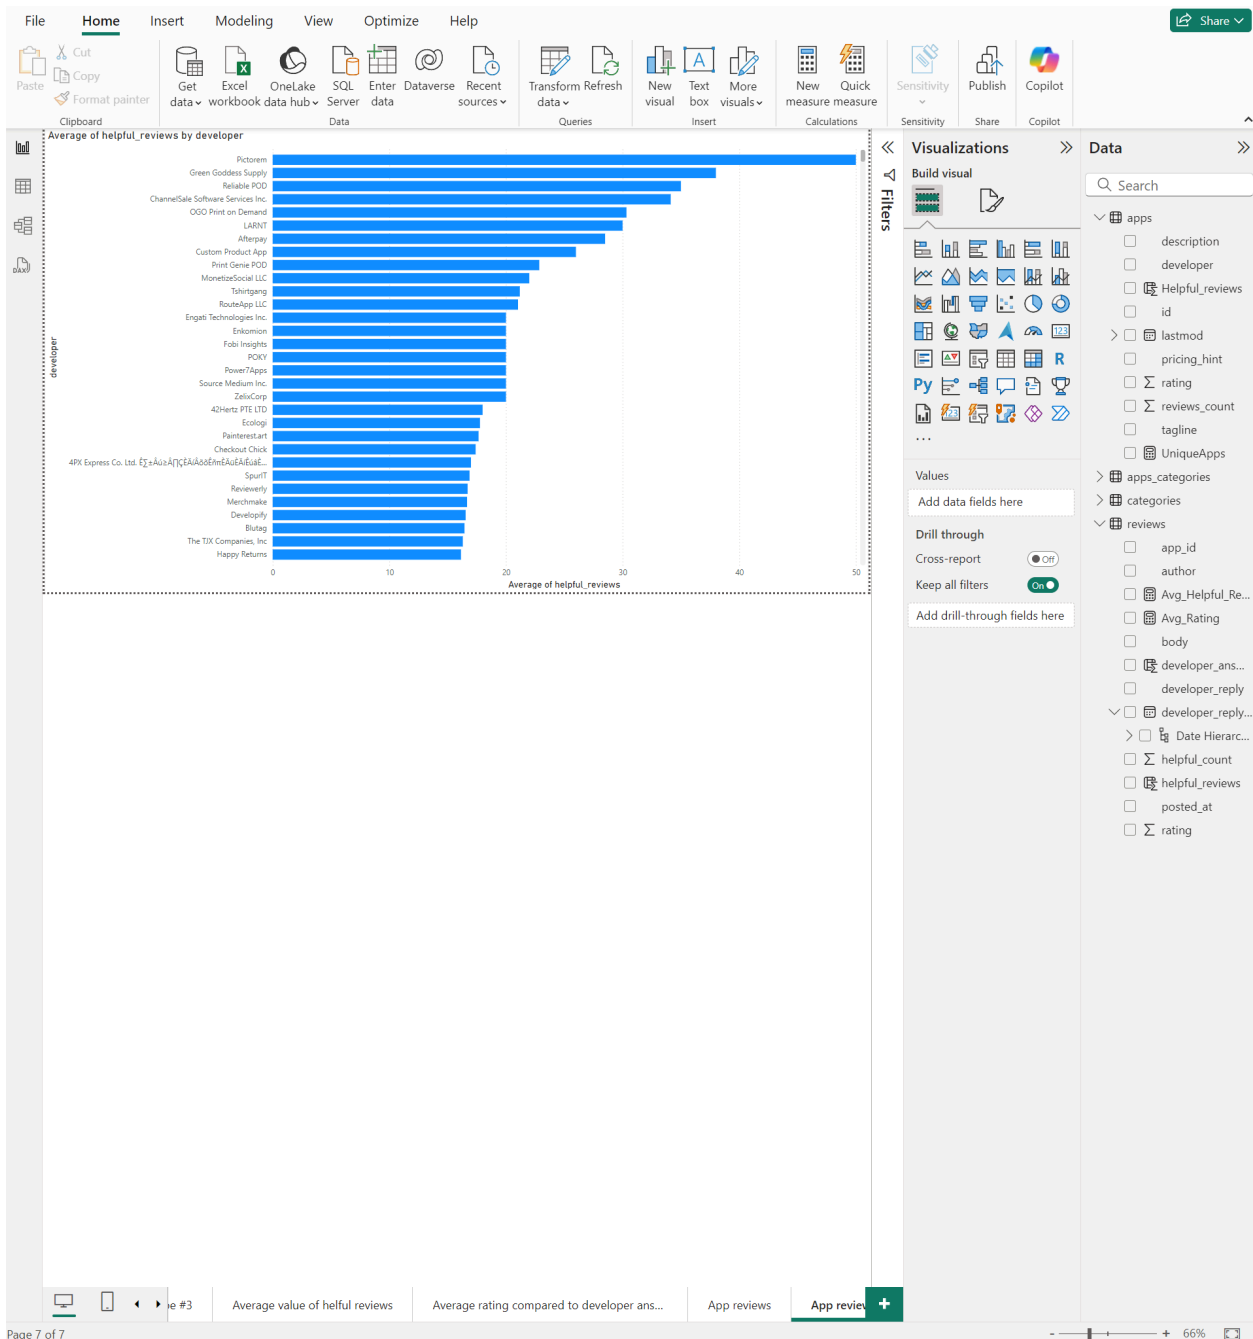 File Home Insert Modeling View Optimize Help Share
Paste
Cut
Copy
Format painter
Clipboard
Get data
Excel workbook
OneLake data hub
SQL Server
Enter data
Dataverse
Recent sources
Data
Transform data
Refresh
Queries
New visual
Text box
More visuals
Insert
New measure
Quick measure
Calculations
Sensitivity
Sensitivity
Publish
Share
Copilot
Copilot
Average of helpful_reviews by developer
developer
Pictorem
Green Goddess Supply
Reliable POD
ChannelSale Software Services Inc.
OGO Print on Demand
LARNT
Afterpay
Custom Product App
Print Genie POD
MonetizeSocial LLC
Tshirtgang
RouteApp LLC
Engati Technologies Inc.
Enkomion
Fobi Insights
POKY
Power7Apps
Source Medium Inc.
ZelixCorp
42Hertz PTE LTD
Ecologi
Painterest.art
Checkout Chick
4PX Express Co. Ltd.
SpurIT
Reviewerly
Merchmake
Developify
Blutag
The TJX Companies, Inc
Happy Returns
0 10 20 30 40 50
Average of helpful_reviews
Filters
Visualizations
Build visual
123
R
Py
123
...
Values
Add data fields here
Drill through
Cross-report Off
Keep all filters On
Add drill-through fields here
Data
Search
apps
description
developer
Helpful_reviews
id
lastmod
pricing_hint
rating
reviews_count
tagline
UniqueApps
apps_categories
categories
reviews
app_id
author
Avg_Helpful_Re...
Avg_Rating
body
developer_ans...
developer_reply
developer_reply...
Date Hierarc...
helpful_count
helpful_reviews
posted_at
rating
#3
Average value of helful reviews
Average rating compared to developer ans...
App reviews
App review
+
Page 7 of 7
- + 66%